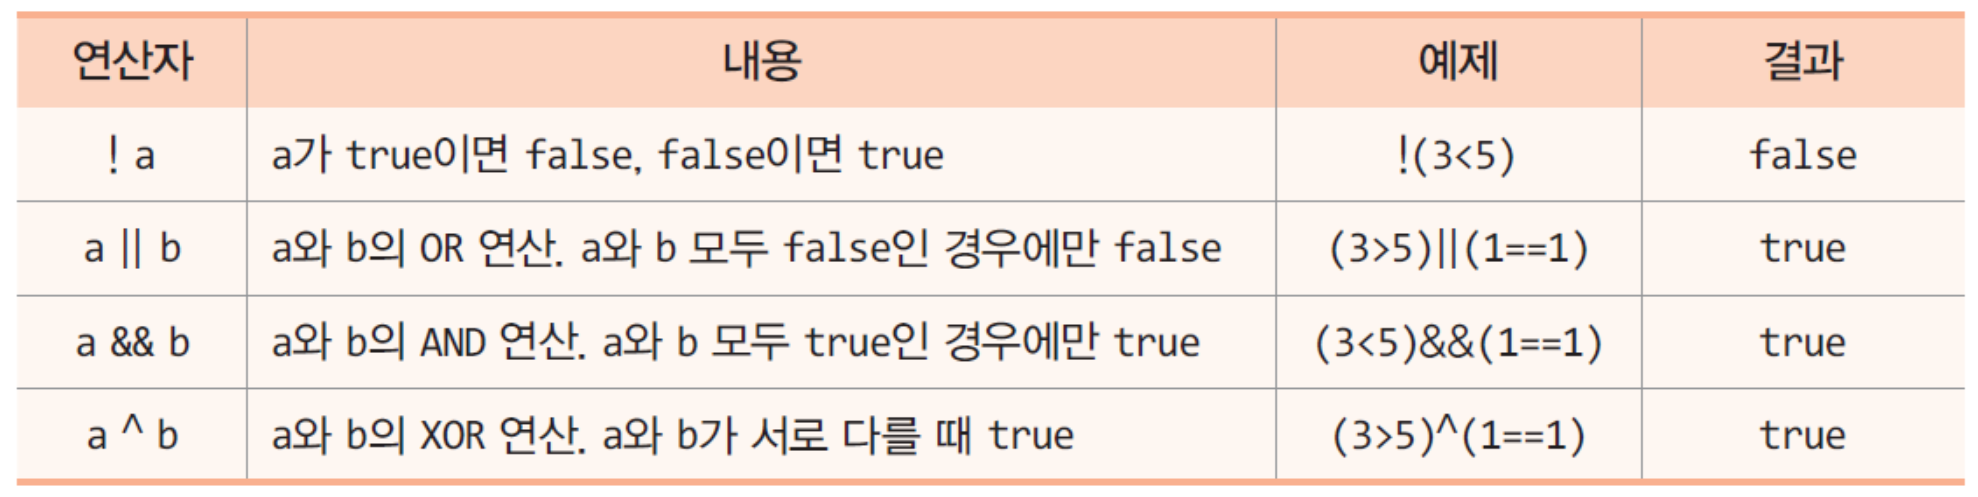 연산자 내용 예제 결과
! a a가 true이면 false, false이면 true !(3<5) false
a || b a와 b의 OR 연산. a와 b 모두 false인 경우에만 false (3>5)||(1==1) true
a && b a와 b의 AND 연산. a와 b 모두 true인 경우에만 true (3<5)&&(1==1) true
a ^ b a와 b의 XOR 연산. a와 b가 서로 다를 때 true (3>5)^(1==1) true